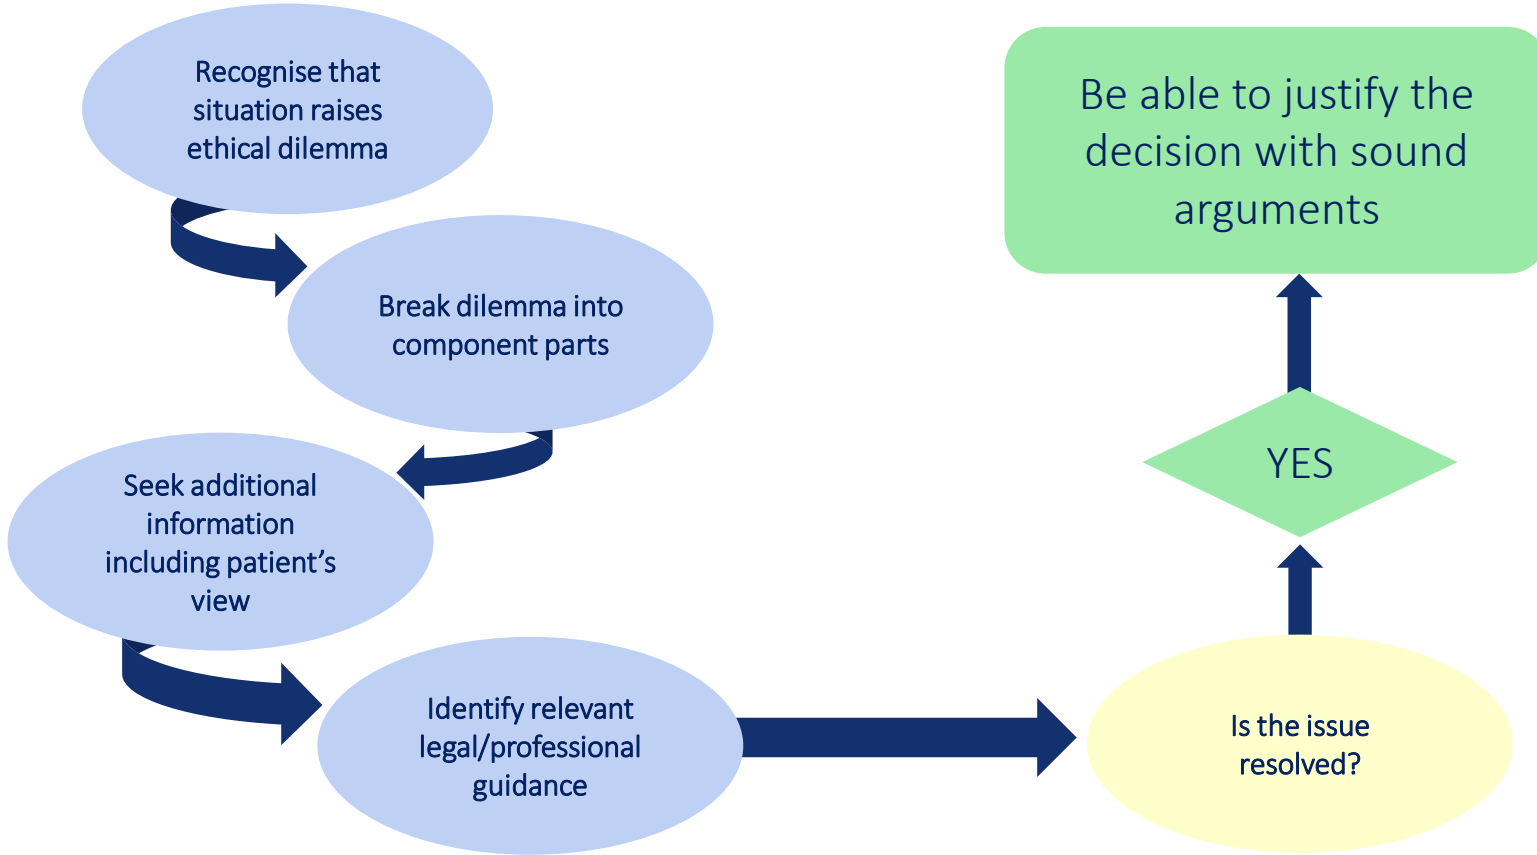 Recognise that
situation raises
ethical dilemma
Break dilemma into
component parts
Seek additional
information
including patient’s
view
Identify relevant
legal/professional
guidance
Is the issue
resolved?
YES
Be able to justify the
decision with sound
arguments